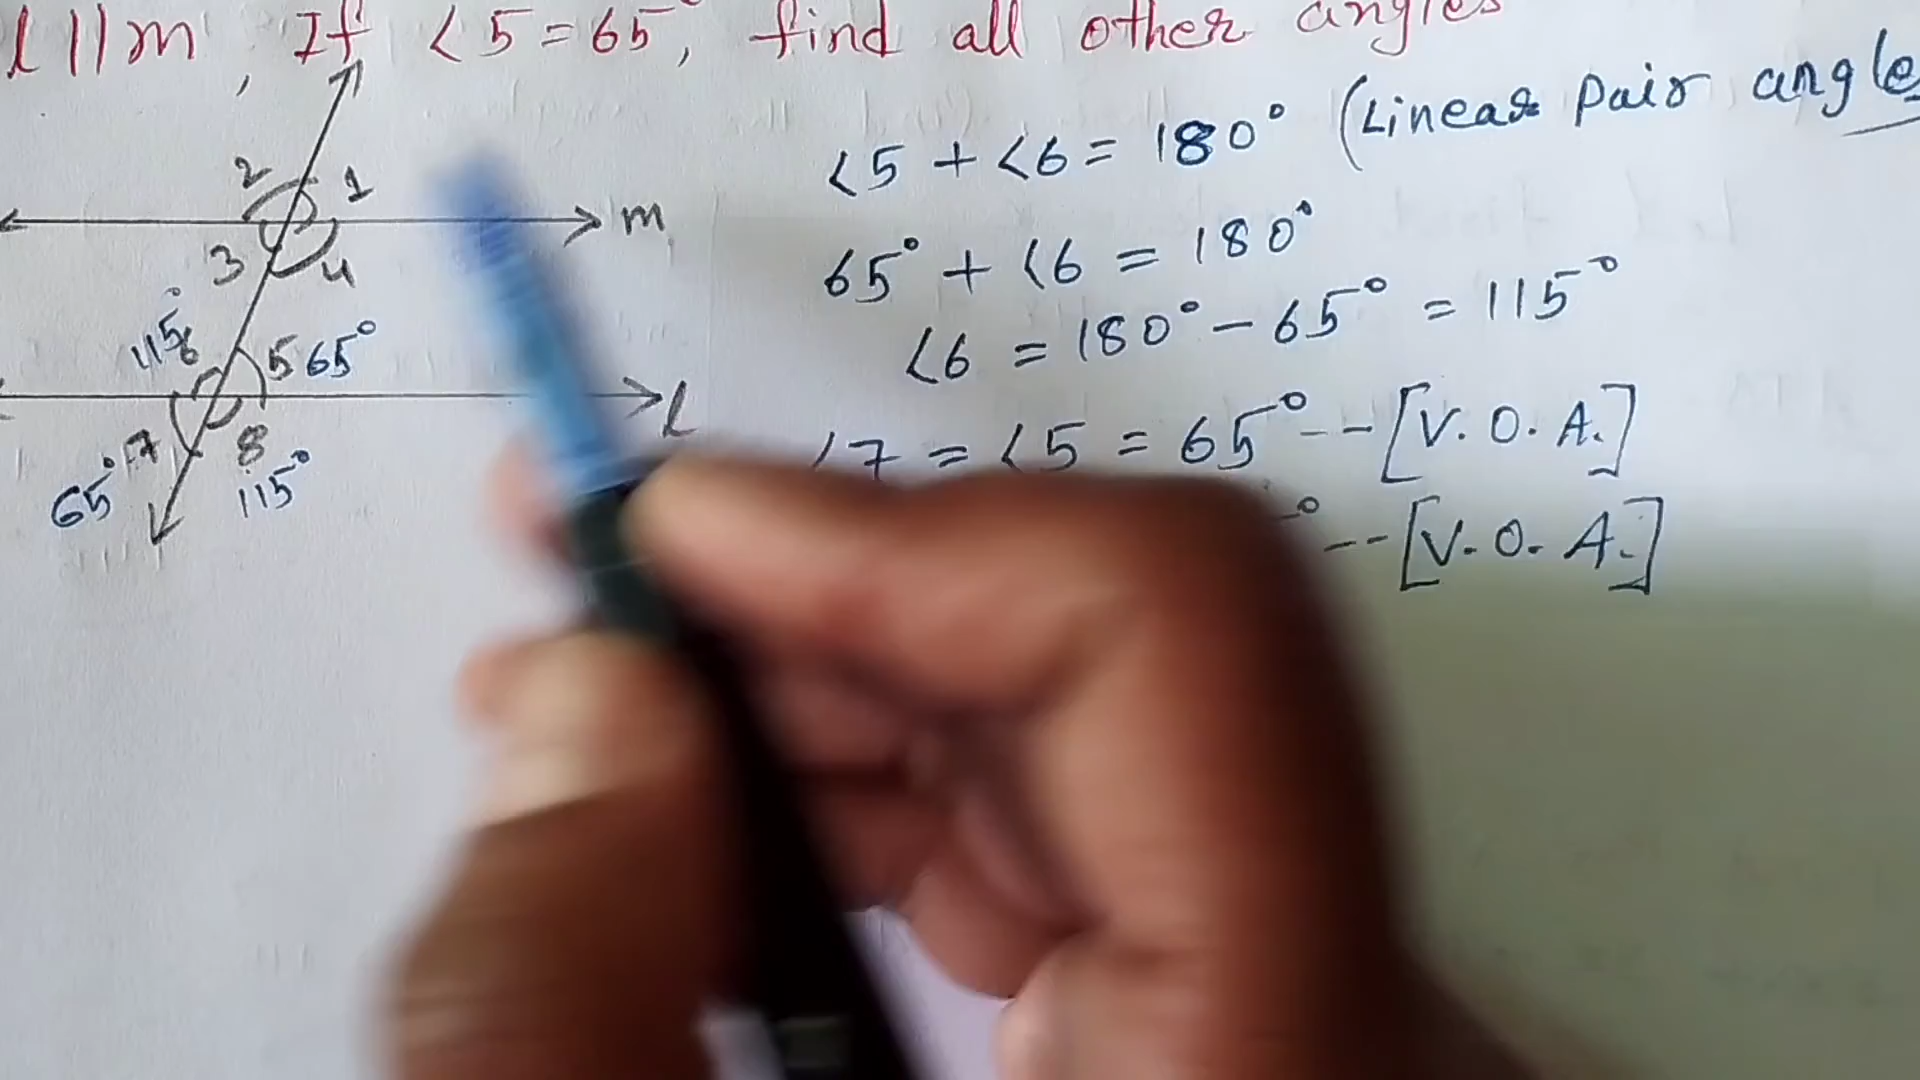 l || m, If <5 = 65°, find all other angles
<5 + <6 = 180° (Linear pair angles
65° + <6 = 180°
<6 = 180° - 65° = 115°
<7 = <5 = 65° -- [V. O. A.]
° -- [V. O. A.]
2 1
m
3 4
115° 6 5 65°
l
65° 7 8
115°